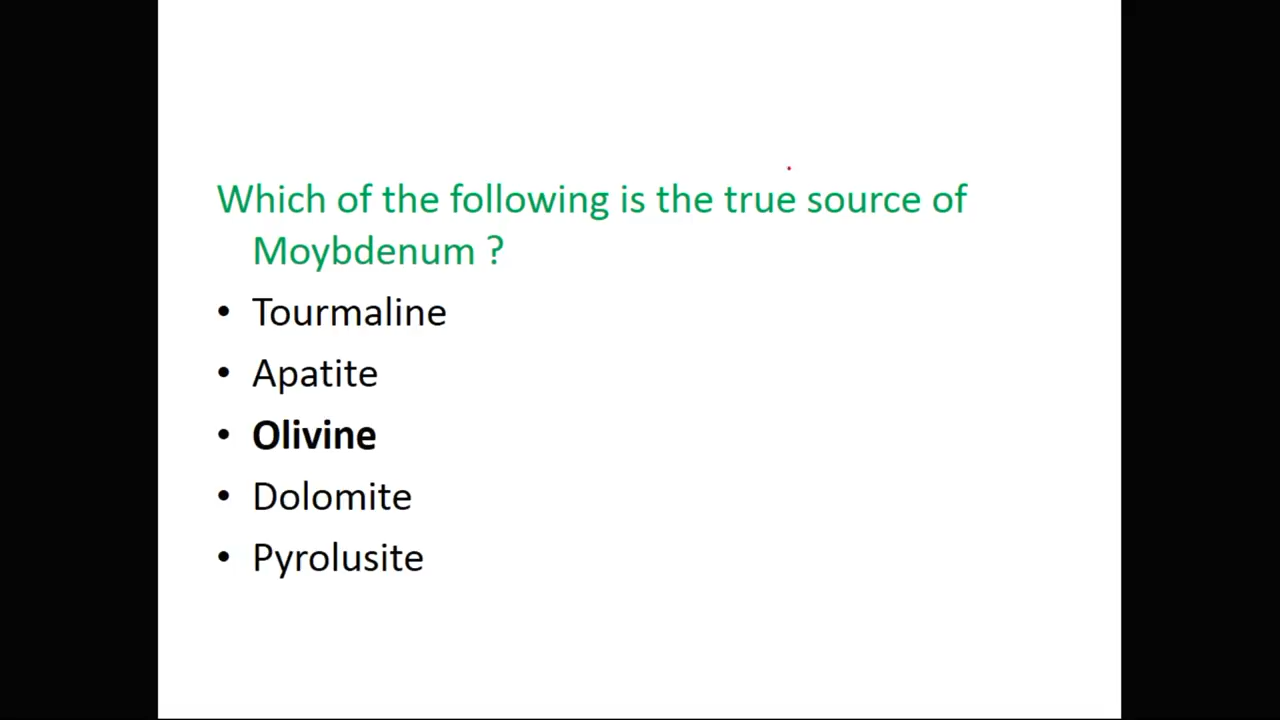 Which of the following is the true source of
Moybdenum ?
• Tourmaline
• Apatite
• Olivine
• Dolomite
• Pyrolusite